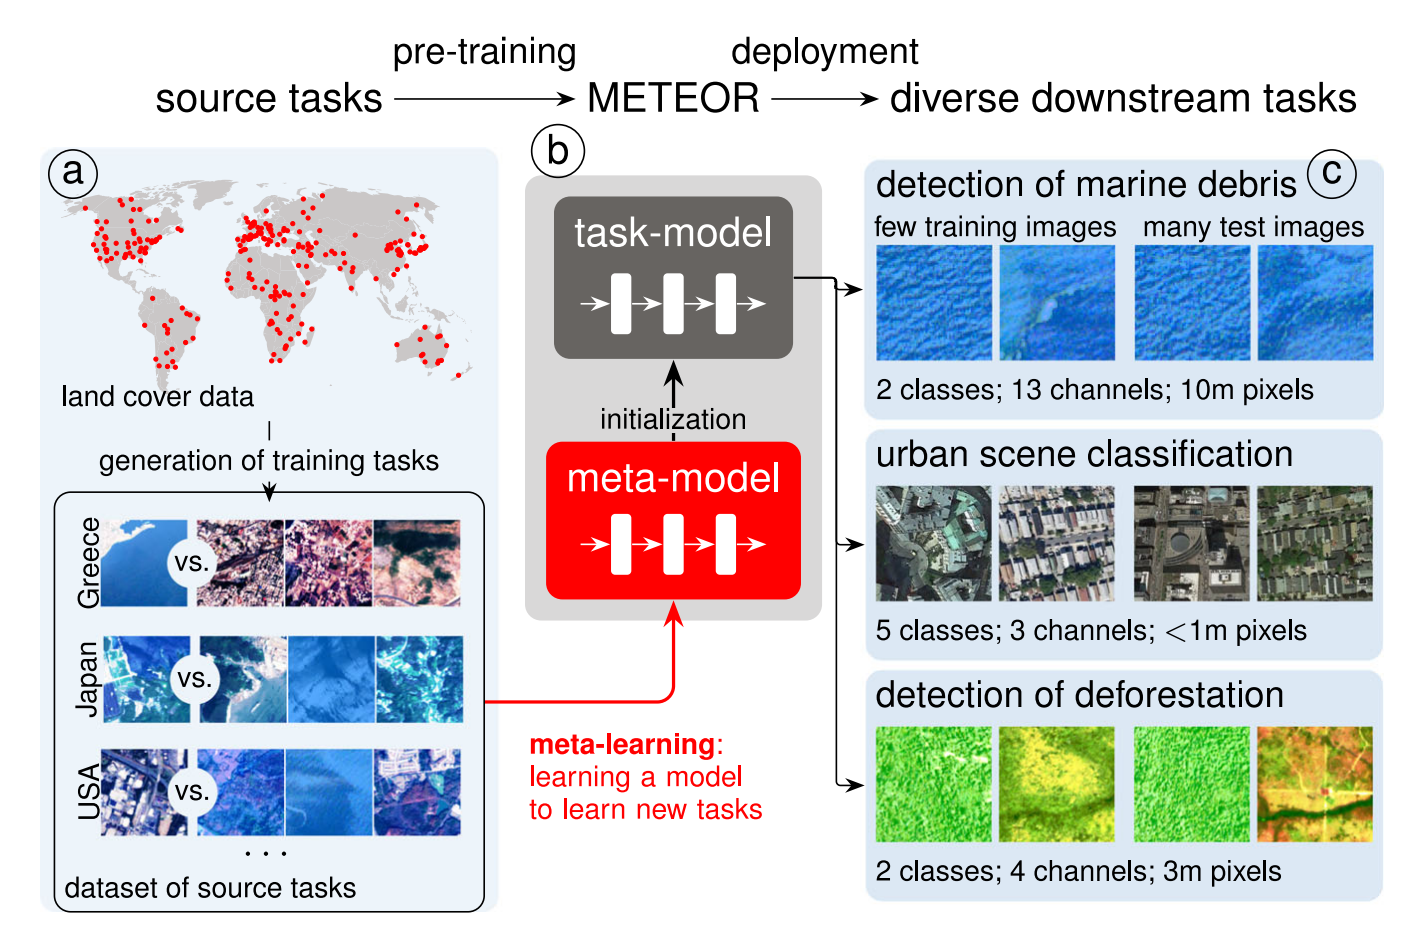 pre-training
deployment
source tasks
METEOR
diverse downstream tasks
a
land cover data
generation of training tasks
Greece
vs.
Japan
vs.
USA
vs.
. . .
dataset of source tasks
b
task-model
initialization
meta-model
meta-learning:
learning a model
to learn new tasks
c
detection of marine debris
few training images
many test images
2 classes; 13 channels; 10m pixels
urban scene classification
5 classes; 3 channels; <1m pixels
detection of deforestation
2 classes; 4 channels; 3m pixels